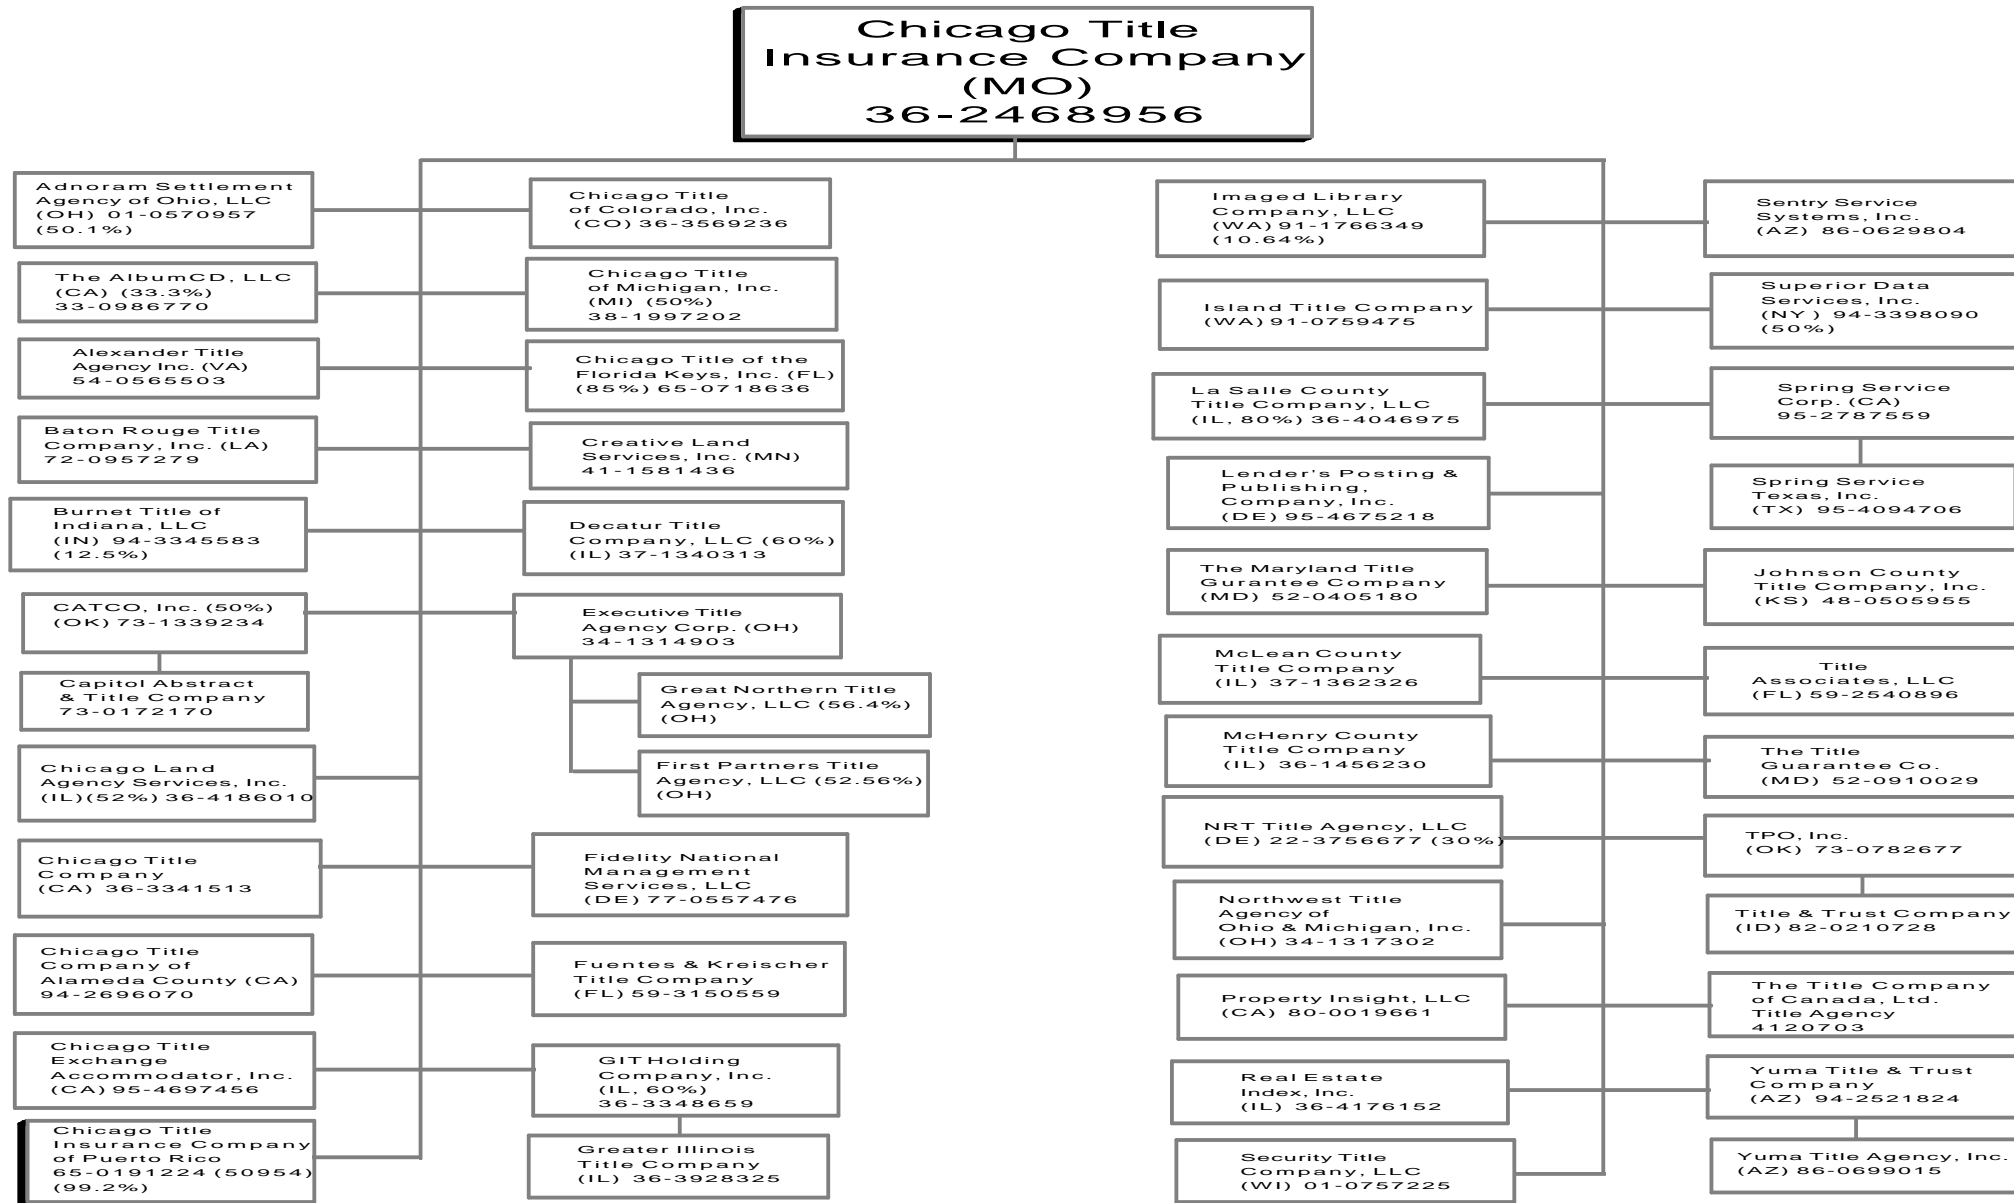 Chicago Title
Insurance Company
(MO)
36-2468956
Adnoram Settlement
Agency of Ohio, LLC
(OH) 01-0570957
(50.1%)
The AlbumCD, LLC
(CA) (33.3%)
33-0986770
Alexander Title
Agency Inc. (VA)
54-0565503
Baton Rouge Title
Company, Inc. (LA)
72-0957279
Burnet Title of
Indiana, LLC
(IN) 94-3345583
(12.5%)
CATCO, Inc. (50%)
(OK) 73-1339234
Capitol Abstract
& Title Company
73-0172170
Chicago Land
Agency Services, Inc.
(IL)(52%) 36-4186010
Chicago Title
Company
(CA) 36-3341513
Chicago Title
Company of
Alameda County (CA)
94-2696070
Chicago Title
Exchange
Accommodator, Inc.
(CA) 95-4697456
Chicago Title
Insurance Company
of Puerto Rico
65-0191224 (50954)
(99.2%)
Chicago Title
of Colorado, Inc.
(CO) 36-3569236
Chicago Title
of Michigan, Inc.
(MI) (50%)
38-1997202
Chicago Title of the
Florida Keys, Inc. (FL)
(85%) 65-0718636
Creative Land
Services, Inc. (MN)
41-1581436
Decatur Title
Company, LLC (60%)
(IL) 37-1340313
Executive Title
Agency Corp. (OH)
34-1314903
Great Northern Title
Agency, LLC (56.4%)
(OH)
First Partners Title
Agency, LLC (52.56%)
(OH)
Fidelity National
Management
Services, LLC
(DE) 77-0557476
Fuentes & Kreischer
Title Company
(FL) 59-3150559
GIT Holding
Company, Inc.
(IL, 60%)
36-3348659
Greater Illinois
Title Company
(IL) 36-3928325
Imaged Library
Company, LLC
(WA) 91-1766349
(10.64%)
Island Title Company
(WA) 91-0759475
La Salle County
Title Company, LLC
(IL, 80%) 36-4046975
Lender's Posting &
Publishing,
Company, Inc.
(DE) 95-4675218
The Maryland Title
Gurantee Company
(MD) 52-0405180
McLean County
Title Company
(IL) 37-1362326
McHenry County
Title Company
(IL) 36-1456230
NRT Title Agency, LLC
(DE) 22-3756677 (30%)
Northwest Title
Agency of
Ohio & Michigan, Inc.
(OH) 34-1317302
Property Insight, LLC
(CA) 80-0019661
Real Estate
Index, Inc.
(IL) 36-4176152
Security Title
Company, LLC
(WI) 01-0757225
Sentry Service
Systems, Inc.
(AZ) 86-0629804
Superior Data
Services, Inc.
(NY ) 94-3398090
(50%)
Spring Service
Corp. (CA)
95-2787559
Spring Service
Texas, Inc.
(TX) 95-4094706
Johnson County
Title Company, Inc.
(KS) 48-0505955
Title
Associates, LLC
(FL) 59-2540896
The Title
Guarantee Co.
(MD) 52-0910029
TPO, Inc.
(OK) 73-0782677
Title & Trust Company
(ID) 82-0210728
The Title Company
of Canada, Ltd.
Title Agency
4120703
Yuma Title & Trust
Company
(AZ) 94-2521824
Yuma Title Agency, Inc.
(AZ) 86-0699015